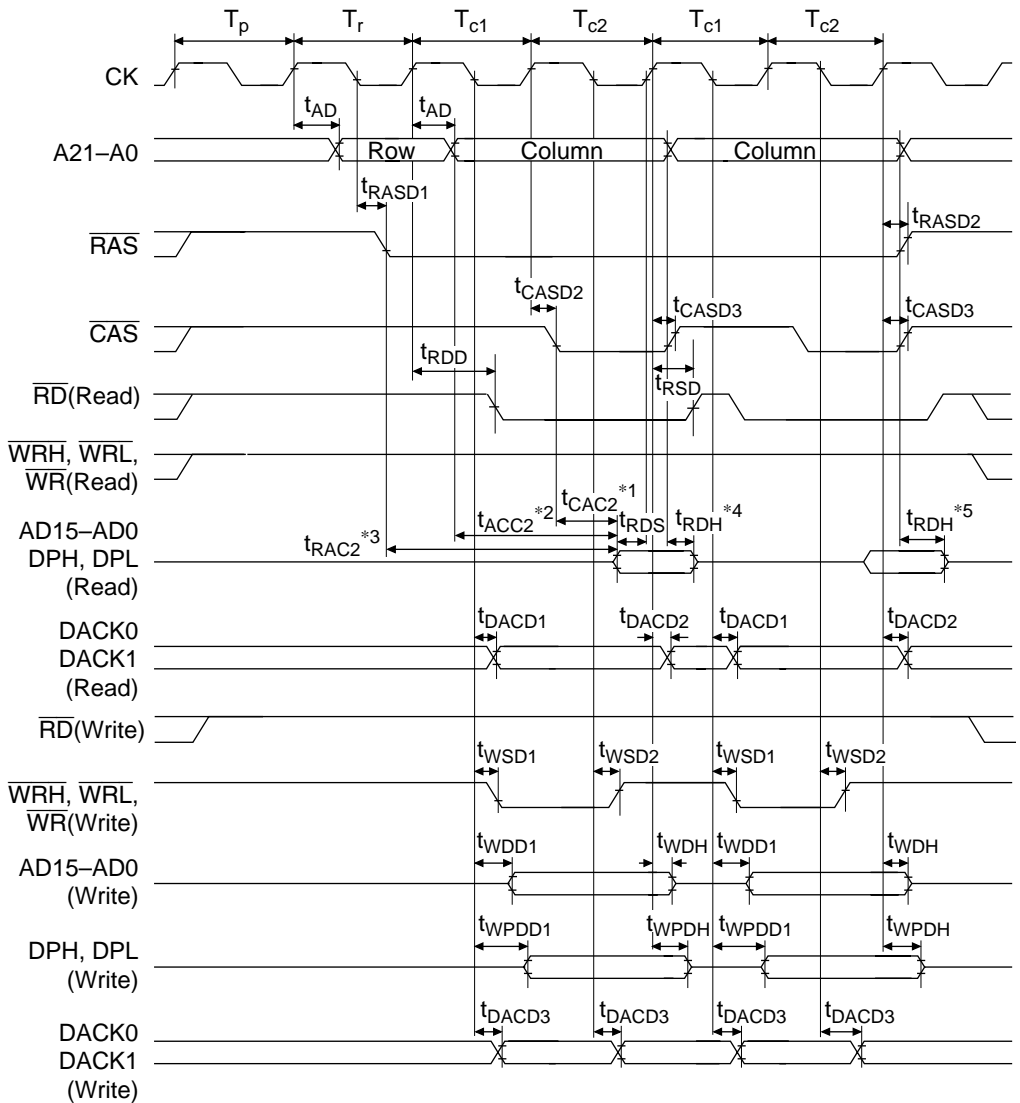 Tp Tr Tc1 Tc2 Tc1 Tc2
CK
tAD tAD
A21–A0 Row Column Column
tRASD1
tRASD2
RAS
tCASD2
tCASD3 tCASD3
CAS
tRDD
tRSD
RD(Read)
WRH, WRL,
WR(Read)
tCAC2*1
AD15–AD0 tACC2*2 tRDS tRDH*4 tRDH*5
DPH, DPL tRAC2*3
(Read)
DACK0 tDACD1 tDACD2 tDACD1 tDACD2
DACK1
(Read)
RD(Write)
tWSD1 tWSD2 tWSD1 tWSD2
WRH, WRL,
WR(Write)
AD15–AD0 tWDD1 tWDH tWDD1 tWDH
(Write)
DPH, DPL tWPDD1 tWPDH tWPDD1 tWPDH
(Write)
DACK0 tDACD3 tDACD3 tDACD3 tDACD3
DACK1
(Write)